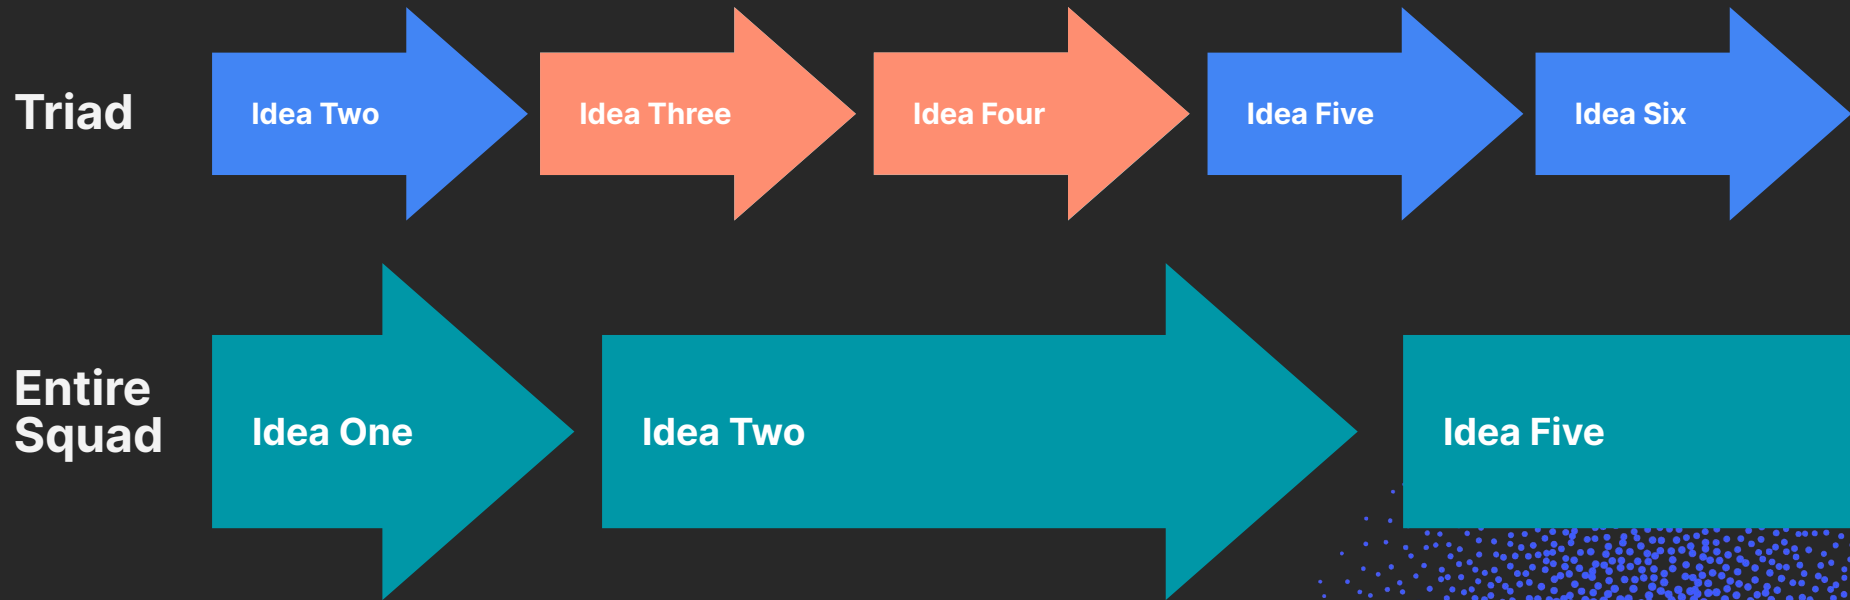 Triad
Idea Two
Idea Three
Idea Four
Idea Five
Idea Six
Entire
Squad
Idea One
Idea Two
Idea Five